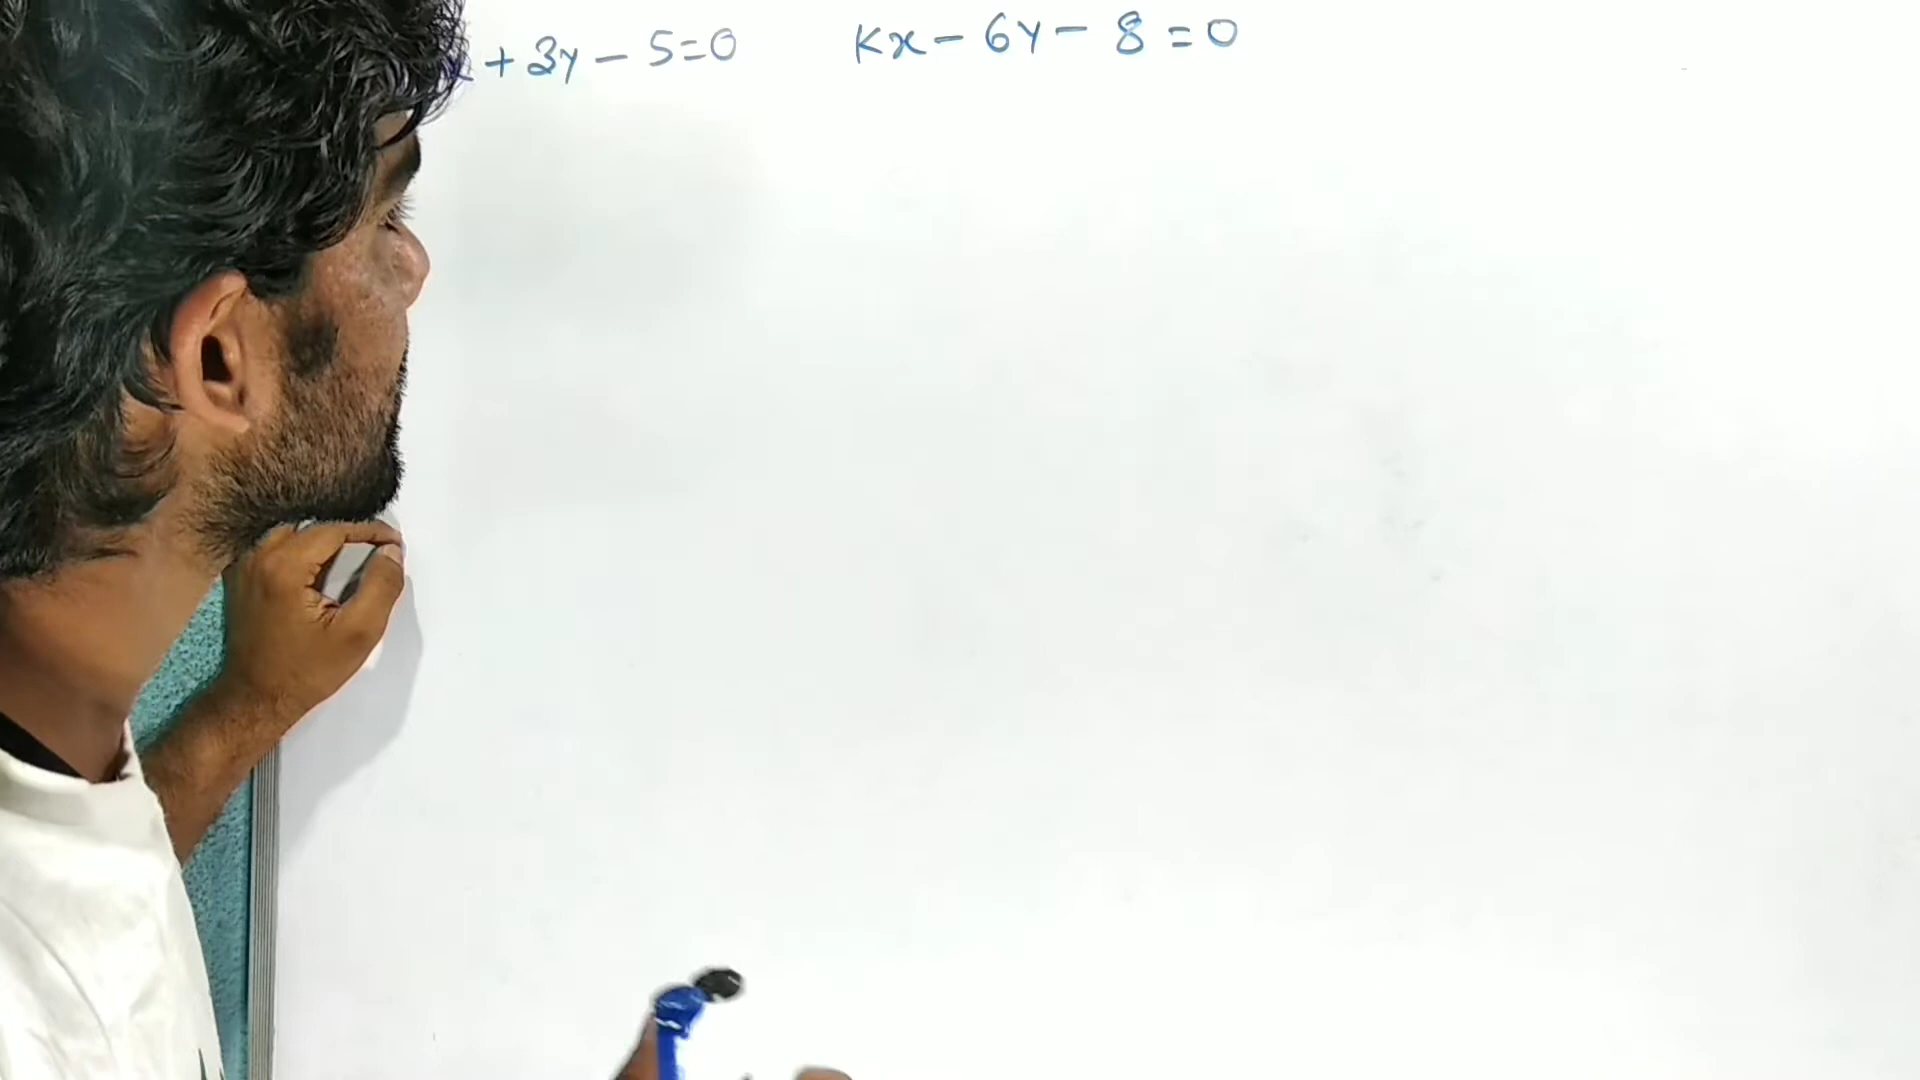 x + 3y - 5 = 0 Kx - 6y - 8 = 0